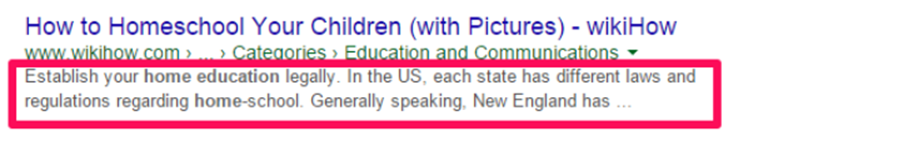 How to Homeschool Your Children (with Pictures) - wikiHow
www.wikihow.com › ... › Categories › Education and Communications
Establish your home education legally. In the US, each state has different laws and
regulations regarding home-school. Generally speaking, New England has ...